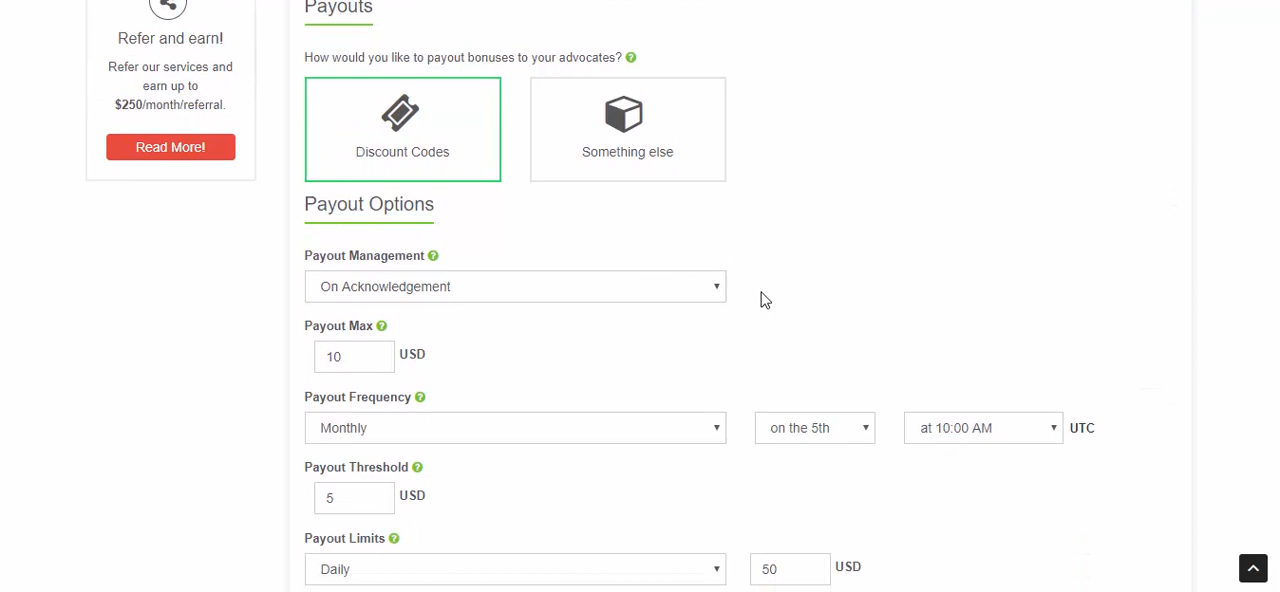 Payouts
Refer and earn!
Refer our services and
earn up to
$250/month/referral.
Read More!
How would you like to payout bonuses to your advocates? ?
Discount Codes
Something else
Payout Options
Payout Management ?
On Acknowledgement
Payout Max ?
10 USD
Payout Frequency ?
Monthly on the 5th at 10:00 AM UTC
Payout Threshold ?
5 USD
Payout Limits ?
Daily 50 USD